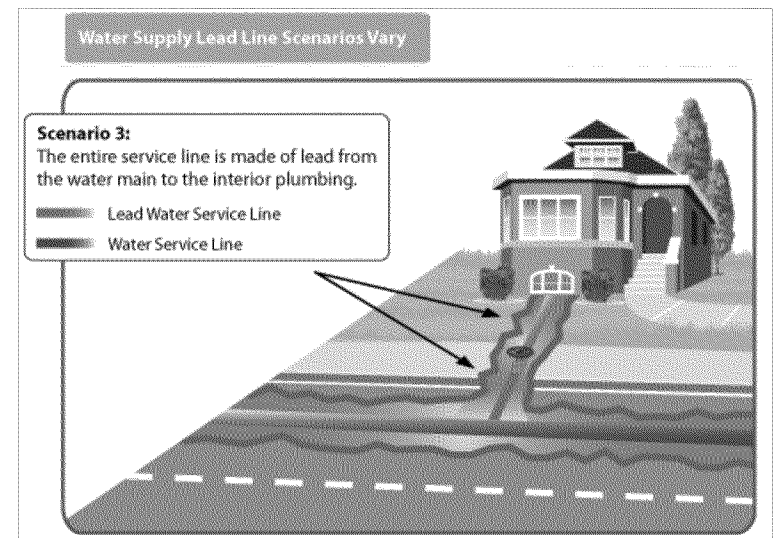 Water Supply Lead Line Scenarios Vary
Scenario 3:
The entire service line is made of lead from
the water main to the interior plumbing.
Lead Water Service Line
Water Service Line